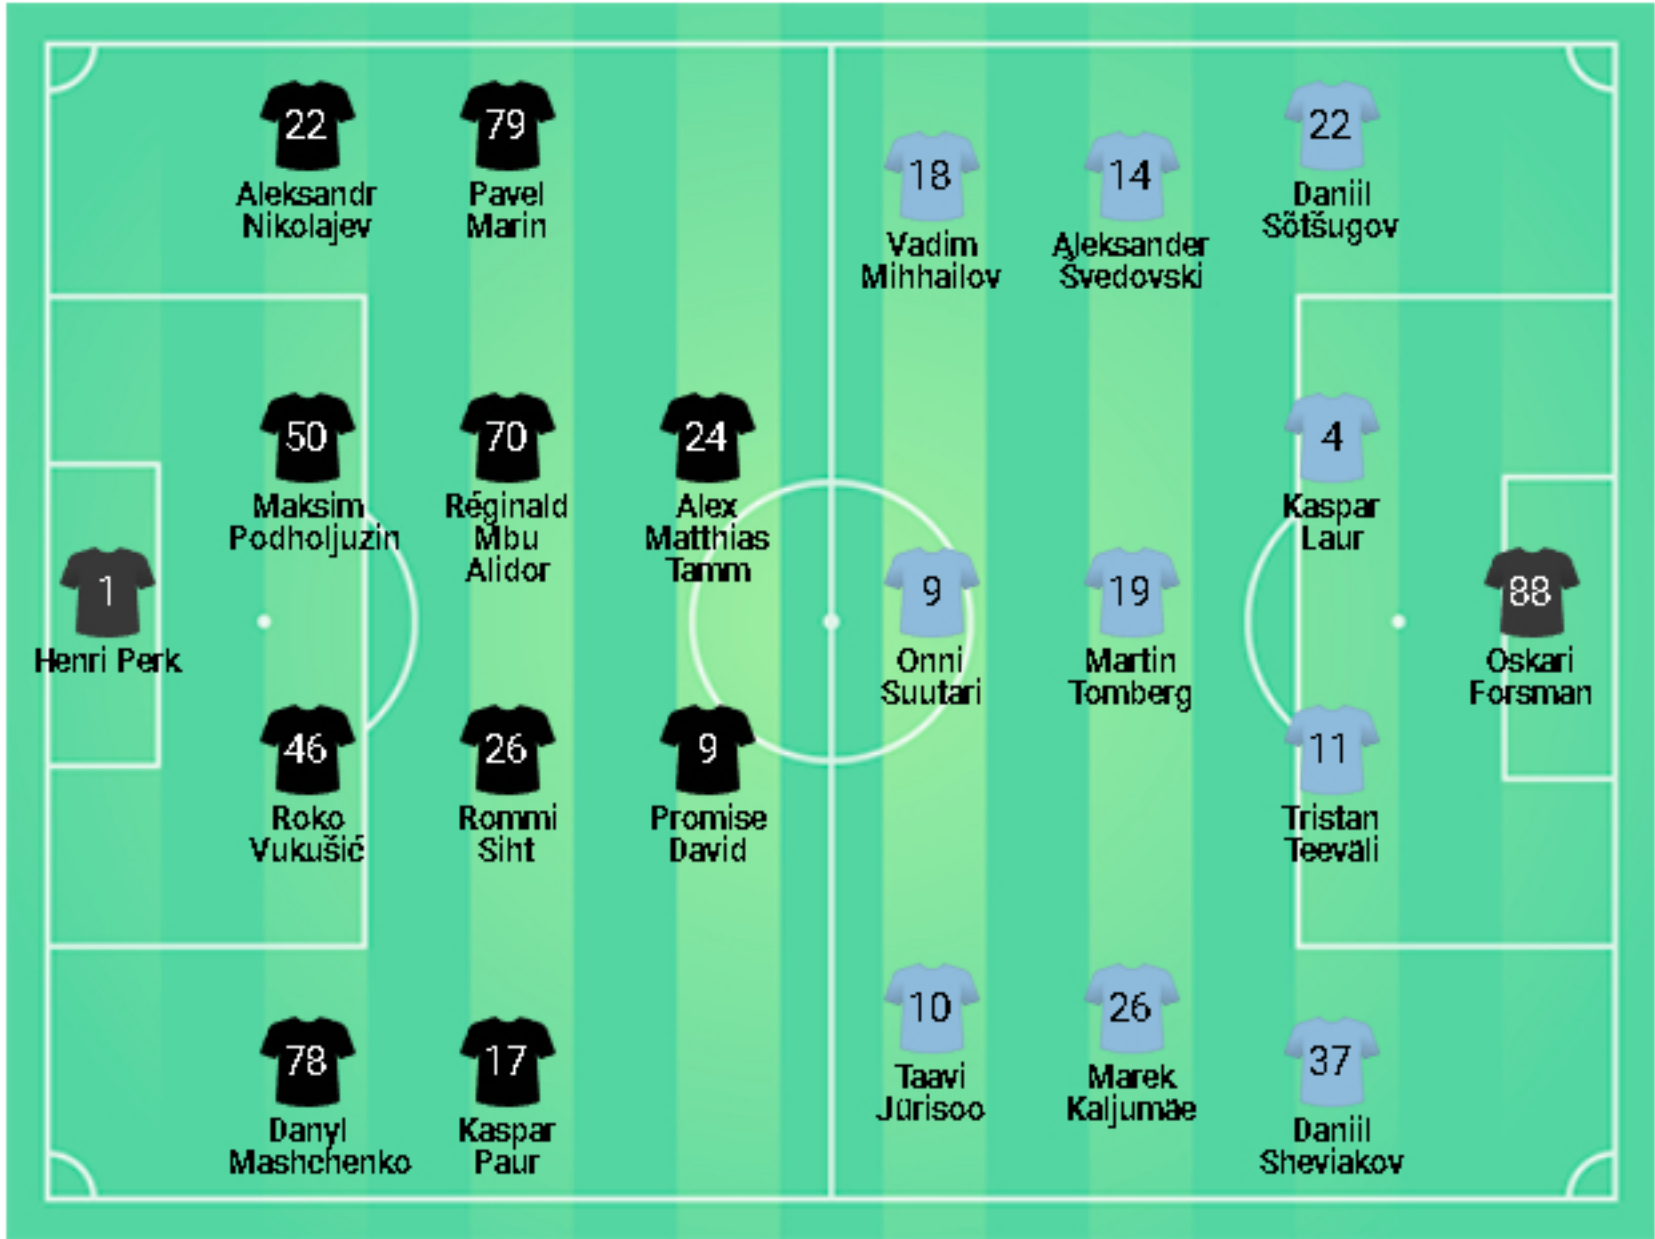 22
Aleksandr
Nikolajev
79
Pavel
Marin
50
Maksim
Podholjuzin
70
Réginald
Mbu
Alidor
24
Alex
Matthias
Tamm
1
Henri Perk
46
Roko
Vukušić
26
Rommi
Siht
9
Promise
David
78
Danyl
Mashchenko
17
Kaspar
Paur
18
Vadim
Mihhailov
14
Aleksander
Švedovski
22
Daniil
Sõtšugov
4
Kaspar
Laur
9
Onni
Suutari
19
Martin
Tomberg
88
Oskari
Forsman
11
Tristan
Teeväli
10
Taavi
Jürisoo
26
Marek
Kaljumäe
37
Daniil
Sheviakov